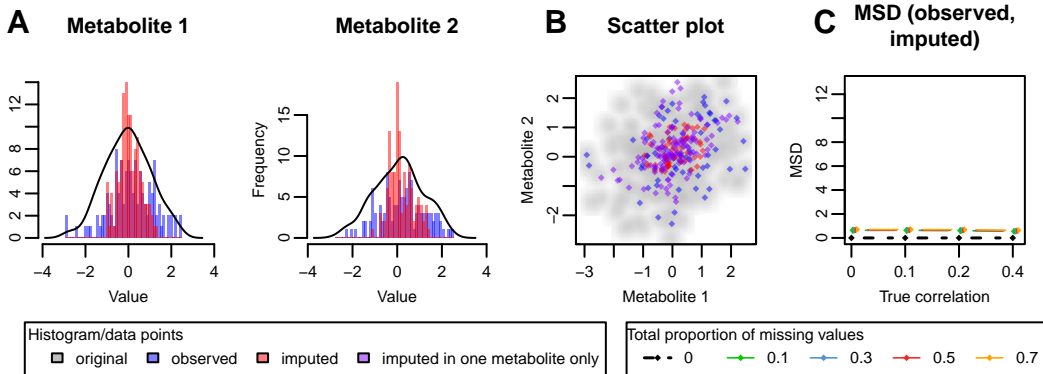 A
Metabolite 1
Metabolite 2
B
Scatter plot
C
MSD (observed,
imputed)
0 2 4 6 8 12
−4 −2 0 2 4
Value
Frequency
0 5 10 15
−4 −2 0 2 4
Value
Metabolite 2
−2 0 1 2
−3 −1 0 1 2
Metabolite 1
MSD
0 2 4 8 12
0 0.1 0.2 0.4
True correlation
Histogram/data points
original observed imputed imputed in one metabolite only
Total proportion of missing values
0 0.1 0.3 0.5 0.7